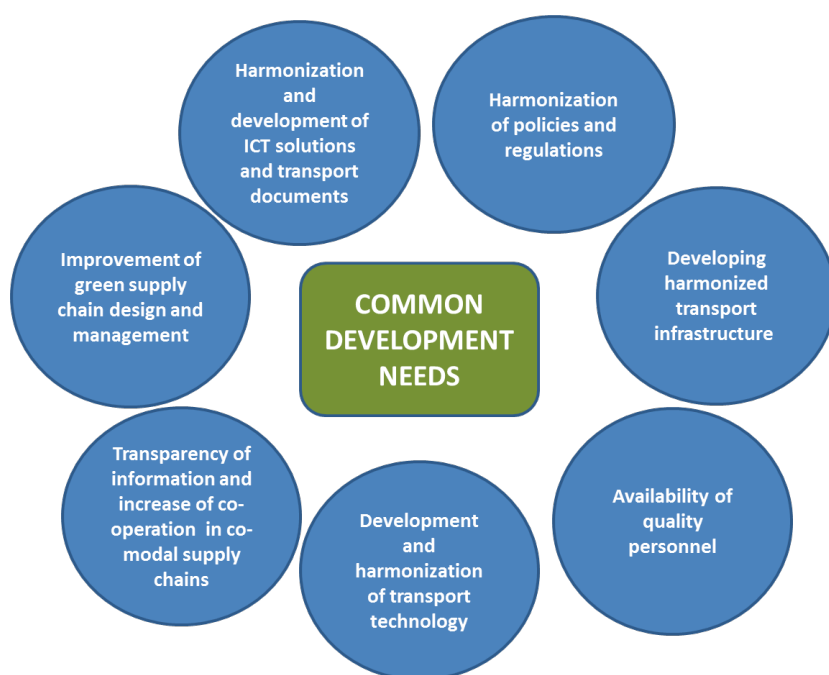 Harmonization
and
development of
ICT solutions
and transport
documents
Harmonization
of policies and
regulations
Improvement of
green supply
chain design and
management
COMMON
DEVELOPMENT
NEEDS
Developing
harmonized
transport
infrastructure
Transparency of
information and
increase of co-
operation in co-
modal supply
chains
Development
and
harmonization
of transport
technology
Availability of
quality
personnel